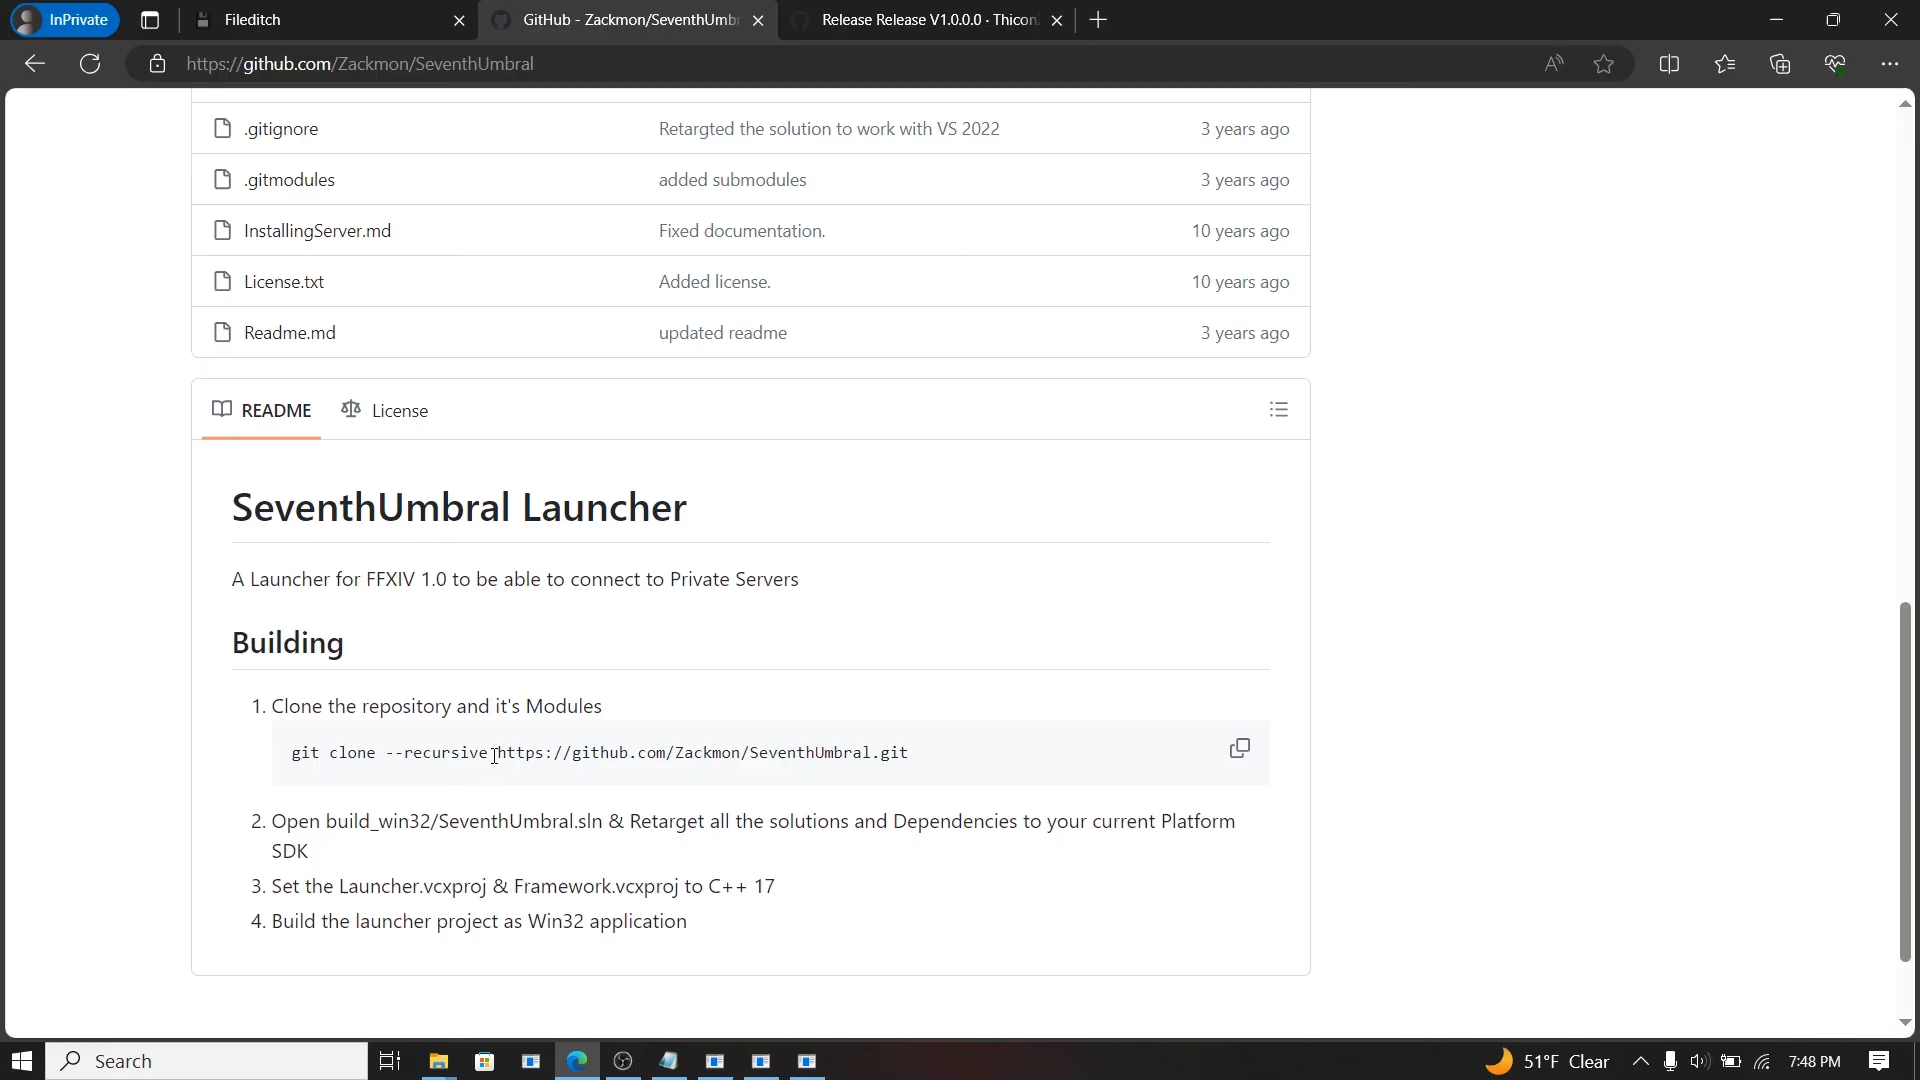 InPrivate
Fileditch
GitHub - Zackmon/SeventhUmbr
Release Release V1.0.0.0 · Thicon
https://github.com/Zackmon/SeventhUmbral
.gitignore Retargted the solution to work with VS 2022 3 years ago
.gitmodules added submodules 3 years ago
InstallingServer.md Fixed documentation. 10 years ago
License.txt Added license. 10 years ago
Readme.md updated readme 3 years ago
README License
SeventhUmbral Launcher
A Launcher for FFXIV 1.0 to be able to connect to Private Servers
Building
1. Clone the repository and it's Modules
git clone --recursive https://github.com/Zackmon/SeventhUmbral.git
2. Open build_win32/SeventhUmbral.sln & Retarget all the solutions and Dependencies to your current Platform
SDK
3. Set the Launcher.vcxproj & Framework.vcxproj to C++ 17
4. Build the launcher project as Win32 application
Search
51°F Clear
7:48 PM